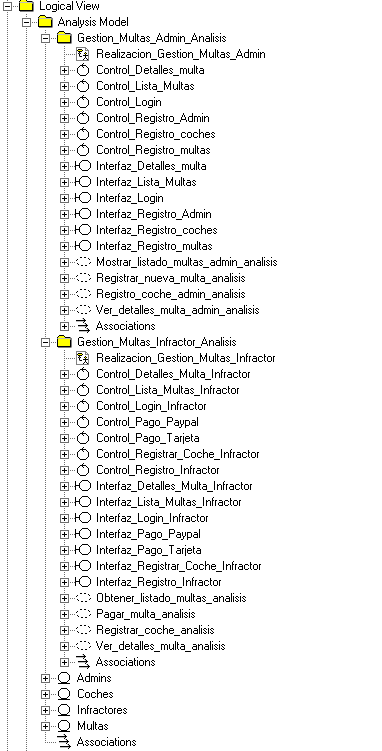 Logical View
Analysis Model
Gestion_Multas_Admin_Analisis
Realizacion_Gestion_Multas_Admin
Control_Detalles_multa
Control_Lista_Multas
Control_Login
Control_Registro_Admin
Control_Registro_coches
Control_Registro_multas
Interfaz_Detalles_multa
Interfaz_Lista_Multas
Interfaz_Login
Interfaz_Registro_Admin
Interfaz_Registro_coches
Interfaz_Registro_multas
Mostrar_listado_multas_admin_analisis
Registrar_nueva_multa_analisis
Registro_coche_admin_analisis
Ver_detalles_multa_admin_analisis
Associations
Gestion_Multas_Infractor_Analisis
Realizacion_Gestion_Multas_Infractor
Control_Detalles_Multa_Infractor
Control_Lista_Multas_Infractor
Control_Login_Infractor
Control_Pago_Paypal
Control_Pago_Tarjeta
Control_Registrar_Coche_Infractor
Control_Registro_Infractor
Interfaz_Detalles_Multa_Infractor
Interfaz_Lista_Multas_Infractor
Interfaz_Login_Infractor
Interfaz_Pago_Paypal
Interfaz_Pago_Tarjeta
Interfaz_Registrar_Coche_Infractor
Interfaz_Registro_Infractor
Obtener_listado_multas_analisis
Pagar_multa_analisis
Registrar_coche_analisis
Ver_detalles_multa_analisis
Associations
Admins
Coches
Infractores
Multas
Associations